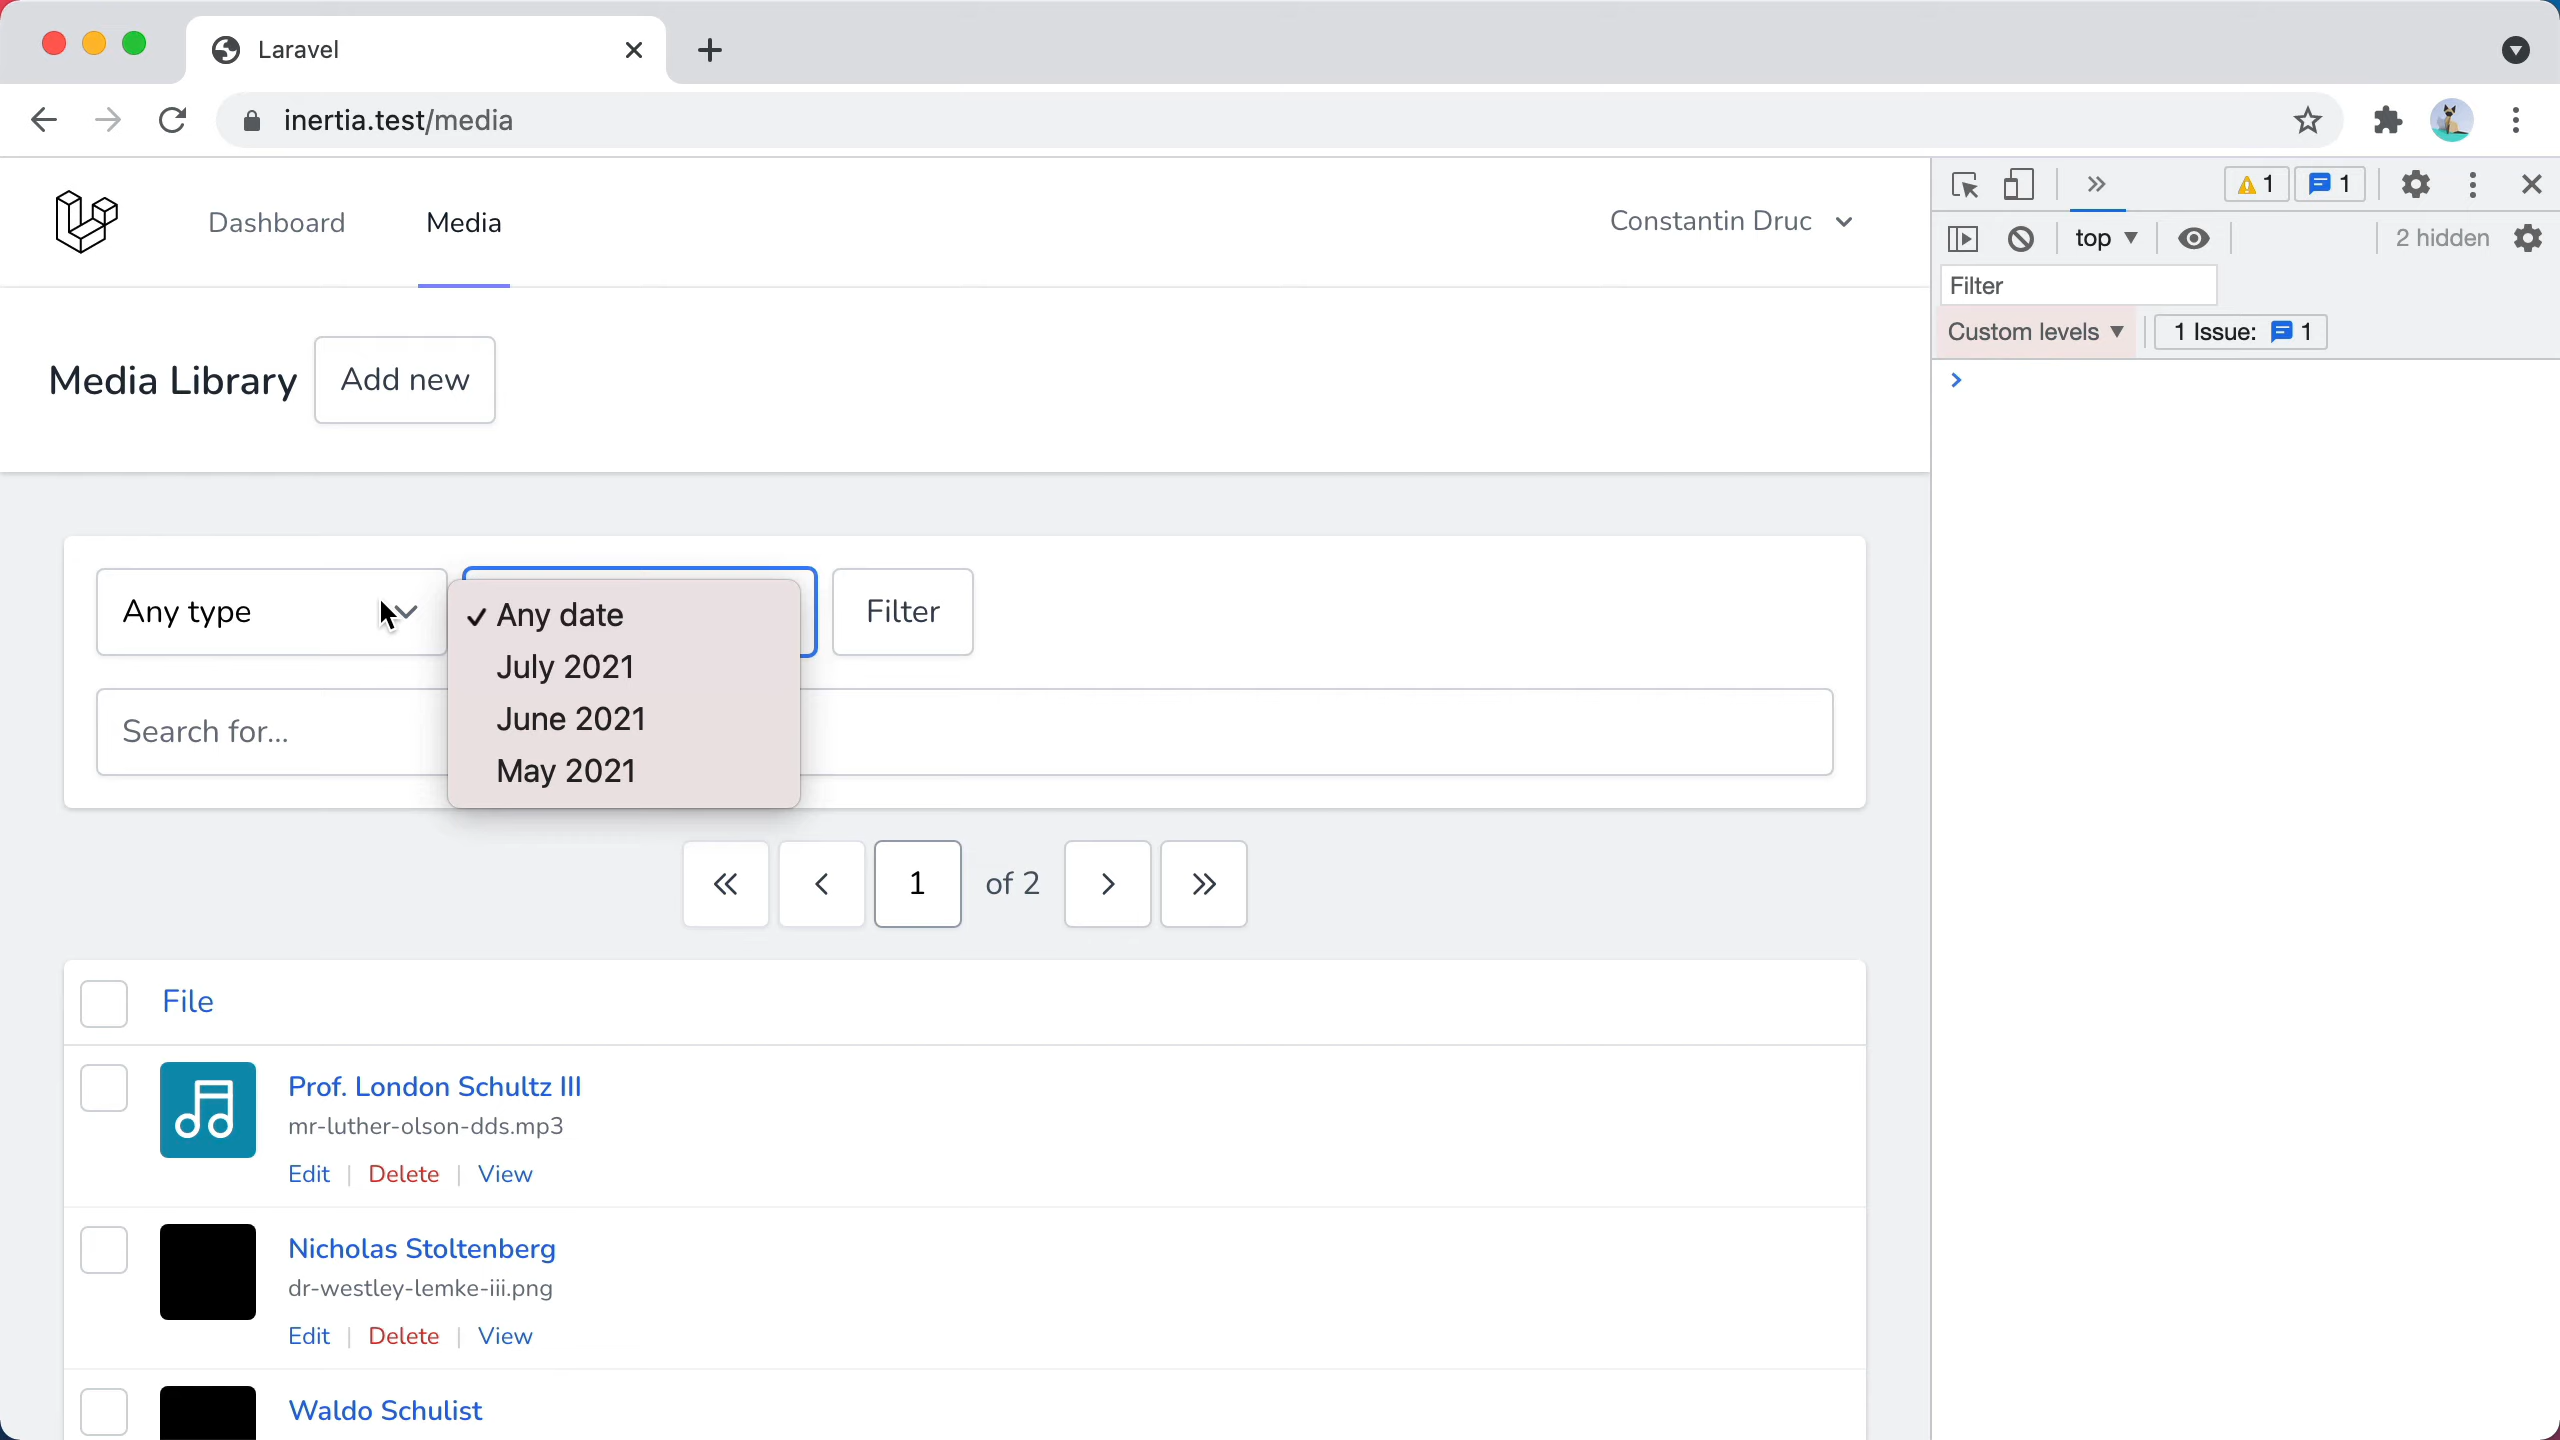 Laravel
inertia.test/media
Dashboard
Media
Constantin Druc
1
1
top
2 hidden
Filter
Custom levels
1 Issue: 1
Media Library
Add new
Any type
✓ Any date
July 2021
June 2021
May 2021
Filter
Search for...
1 of 2
File
Prof. London Schultz III
mr-luther-olson-dds.mp3
Edit | Delete | View
Nicholas Stoltenberg
dr-westley-lemke-iii.png
Edit | Delete | View
Waldo Schulist